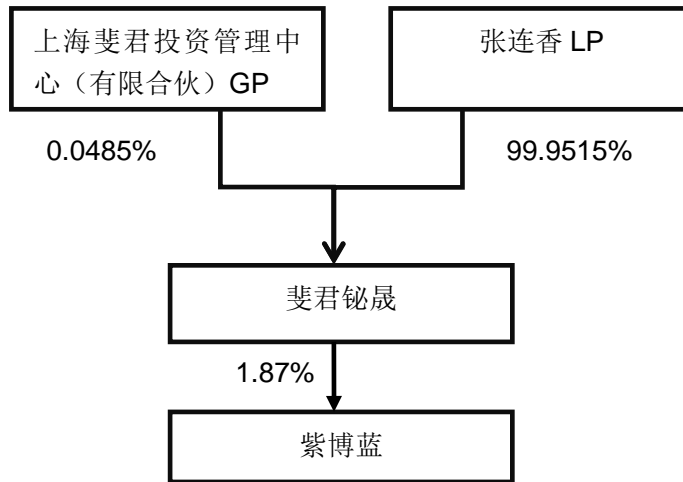 上海斐君投资管理中
心（有限合伙）GP
张连香 LP
0.0485%
99.9515%
斐君铋晟
1.87%
紫博蓝